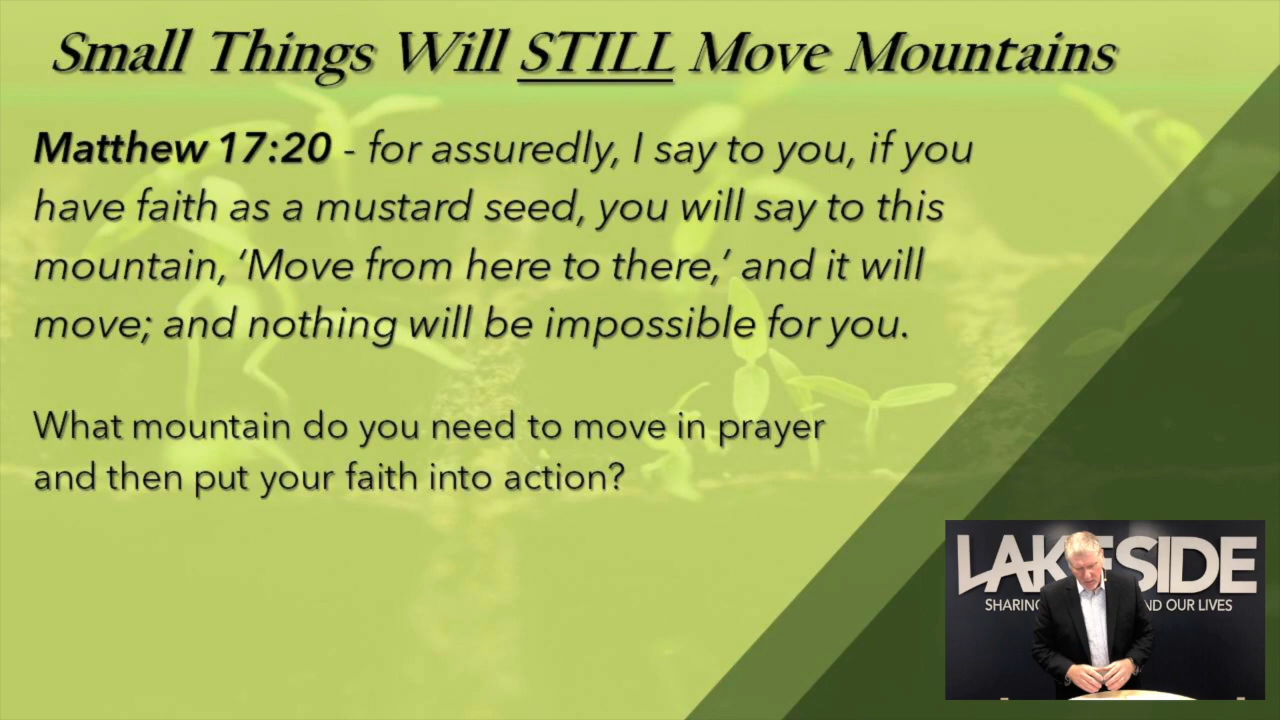 Small Things Will STILL Move Mountains
Matthew 17:20 - for assuredly, I say to you, if you
have faith as a mustard seed, you will say to this
mountain, ‘Move from here to there,’ and it will
move; and nothing will be impossible for you.
What mountain do you need to move in prayer
and then put your faith into action?
LAKESIDE
SHARING ND OUR LIVES